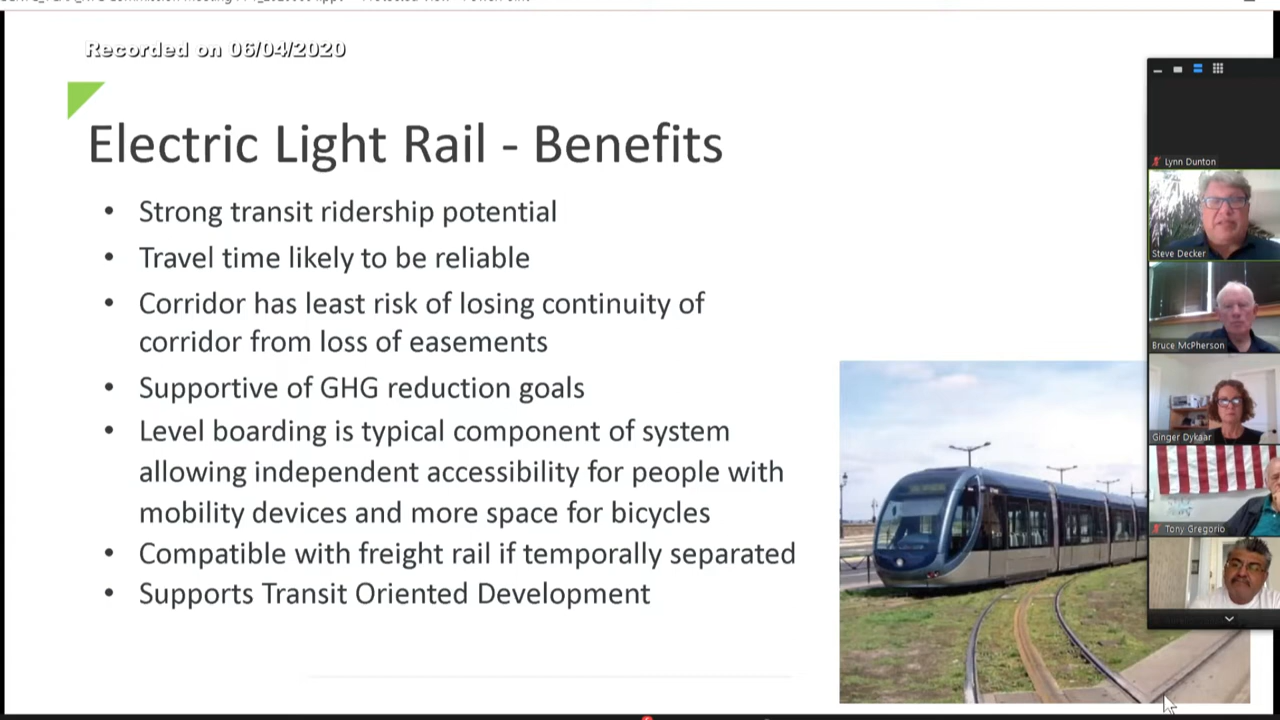 Recorded on 06/04/2020
Electric Light Rail - Benefits
• Strong transit ridership potential
• Travel time likely to be reliable
• Corridor has least risk of losing continuity of
corridor from loss of easements
• Supportive of GHG reduction goals
• Level boarding is typical component of system
allowing independent accessibility for people with
mobility devices and more space for bicycles
• Compatible with freight rail if temporally separated
• Supports Transit Oriented Development
Lynn Dunton
Steve Decker
Bruce McPherson
Ginger Dykaar
Tony Gregorio